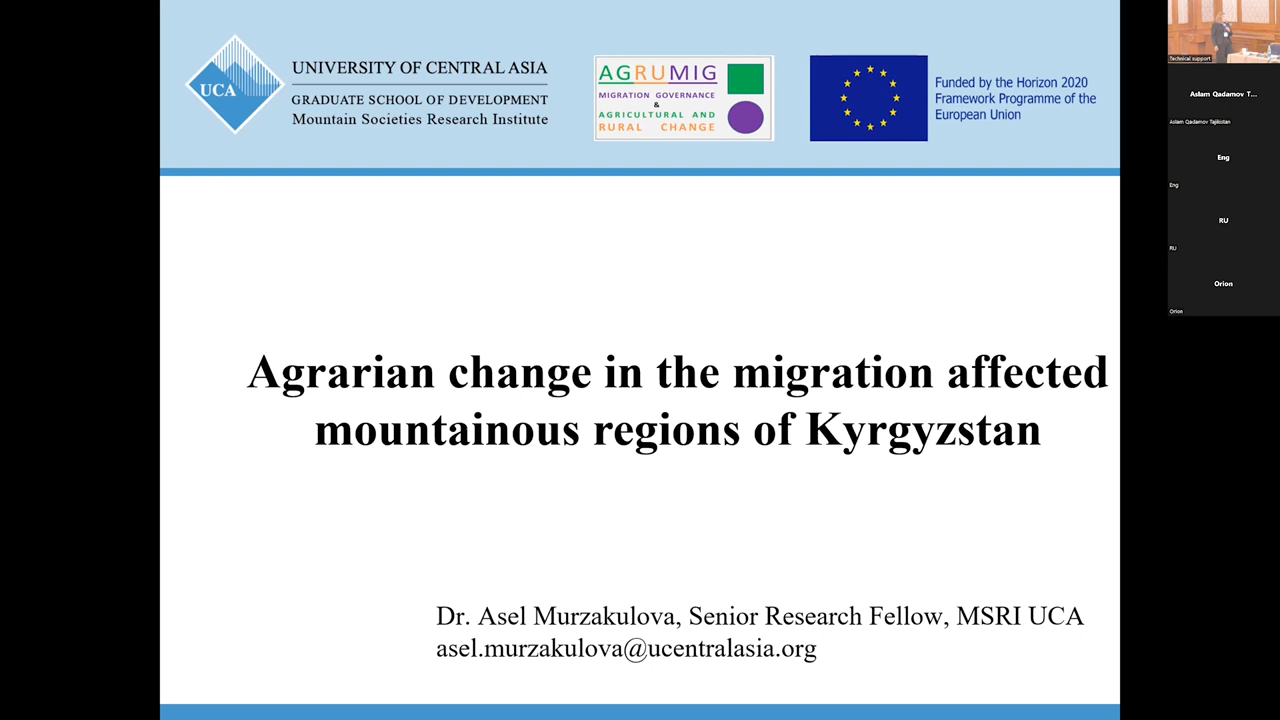 UCA
UNIVERSITY OF CENTRAL ASIA
GRADUATE SCHOOL OF DEVELOPMENT
Mountain Societies Research Institute
AGRUMIG
MIGRATION GOVERNANCE
&
AGRICULTURAL AND
RURAL CHANGE
Funded by the Horizon 2020
Framework Programme of the
European Union
Agrarian change in the migration affected
mountainous regions of Kyrgyzstan
Dr. Asel Murzakulova, Senior Research Fellow, MSRI UCA
asel.murzakulova@ucentralasia.org
Technical support
Aslam Qadamov T...
Aslam Qadamov Tajikistan
Eng
Eng
RU
RU
Orion
Orion